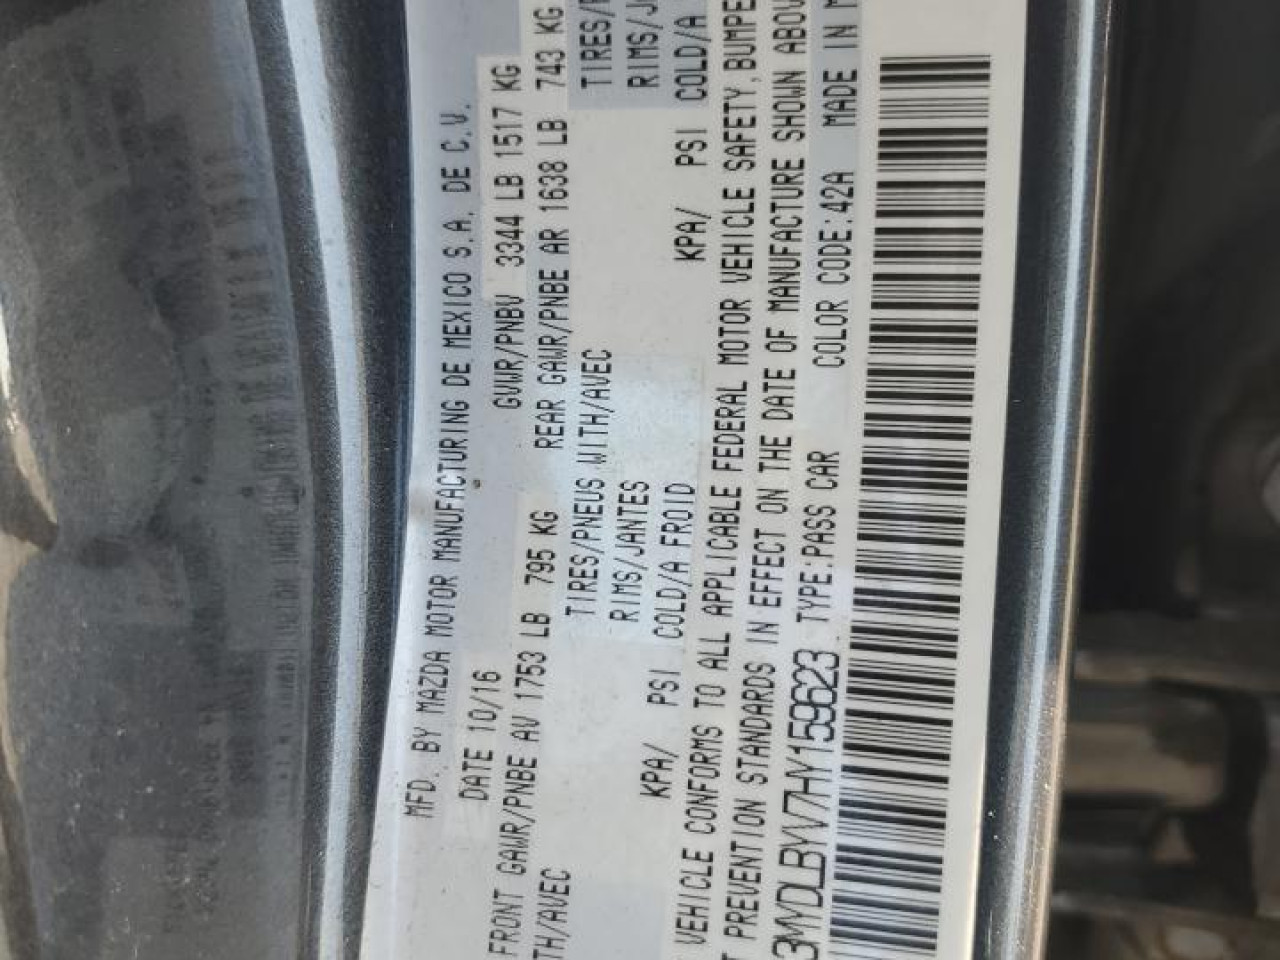 MFD. BY MAZDA MOTOR MANUFACTURING DE MEXICO S.A. DE C.V.
DATE 10/16 GVWR/PNBV 3344 LB 1517 KG
FRONT GAWR/PNBE AV 1753 LB 795 KG REAR GAWR/PNBE AR 1638 LB 743 KG
TH/AVEC TIRES/PNEUS WITH/AVEC TIRES/
RIMS/JANTES RIMS/J
KPA/ PSI COLD/A FROID KPA/ PSI COLD/A
VEHICLE CONFORMS TO ALL APPLICABLE FEDERAL MOTOR VEHICLE SAFETY, BUMPE
T PREVENTION STANDARDS IN EFFECT ON THE DATE OF MANUFACTURE SHOWN ABOV
3MYDLBYV7HY159623 TYPE:PASS CAR COLOR CODE:42A MADE IN M